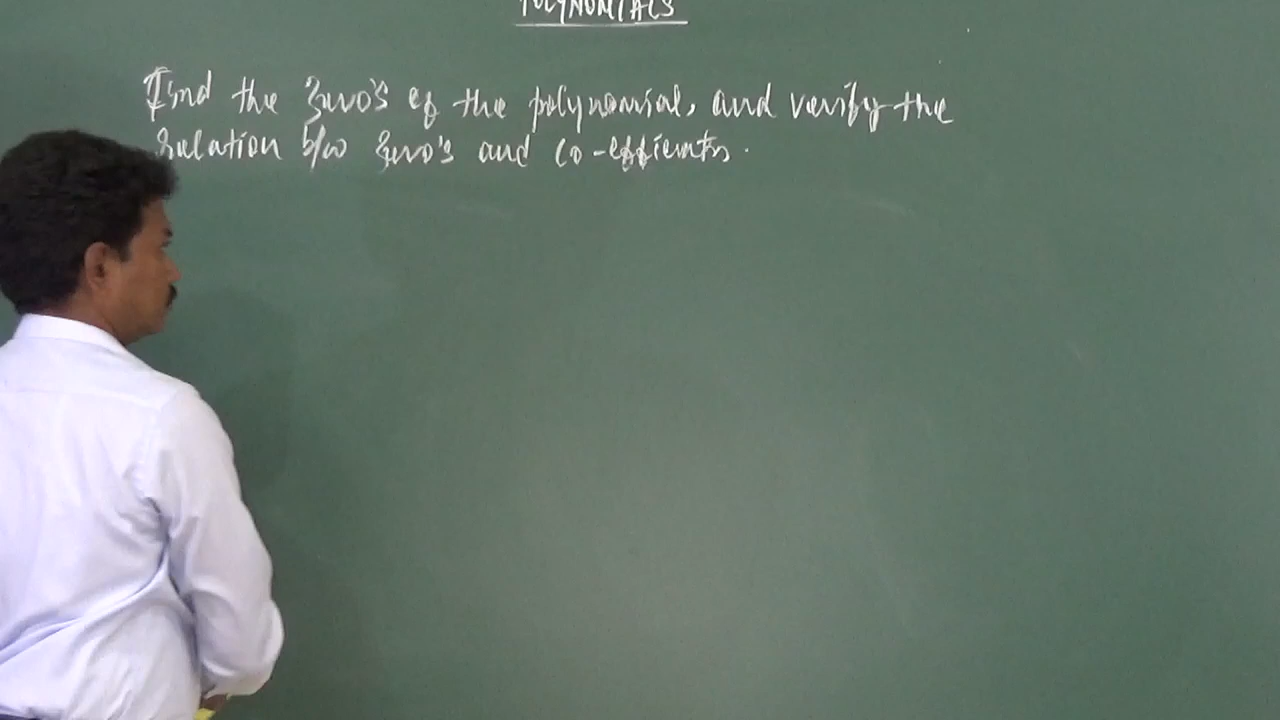 POLYNOMIALS
Find the zero's of the polynomial, and verify the
relation b/w zero's and co-efficients.